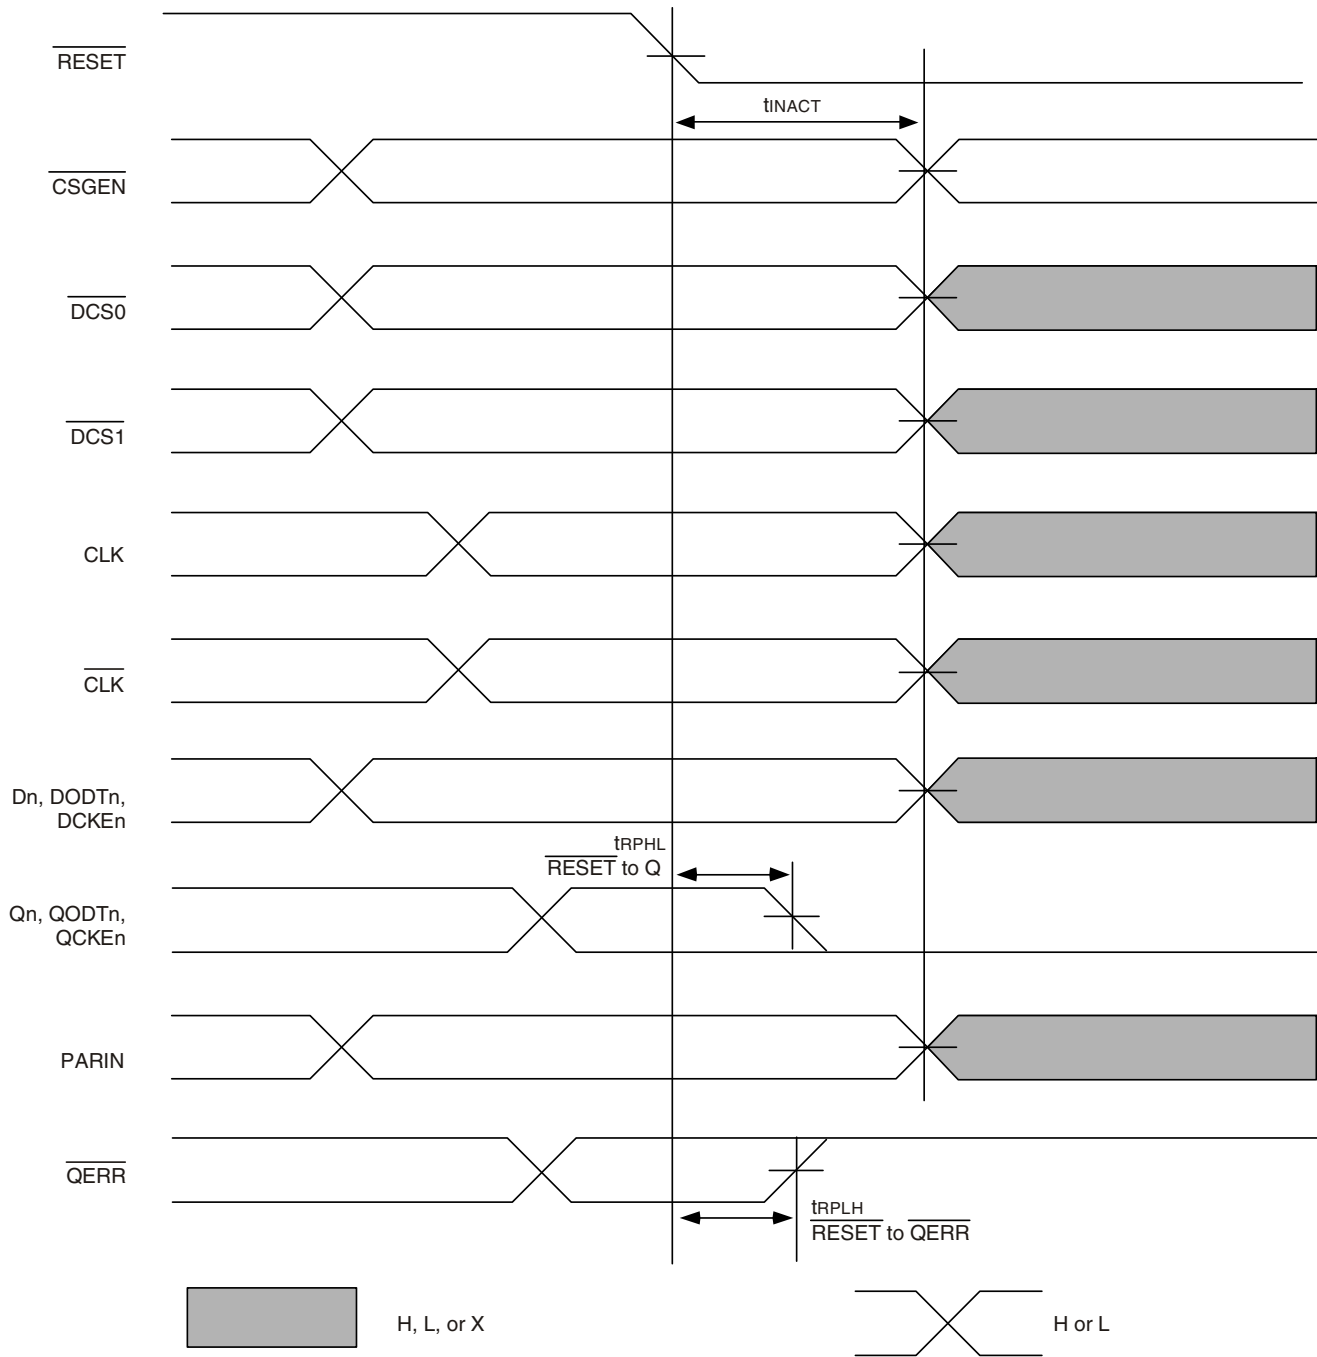 RESET
tINACT
CSGEN
DCS0
DCS1
CLK
CLK
Dn, DODTn,
DCKEn
tRPHL
RESET to Q
Qn, QODTn,
QCKEn
PARIN
QERR
tRPLH
RESET to QERR
H, L, or X
H or L